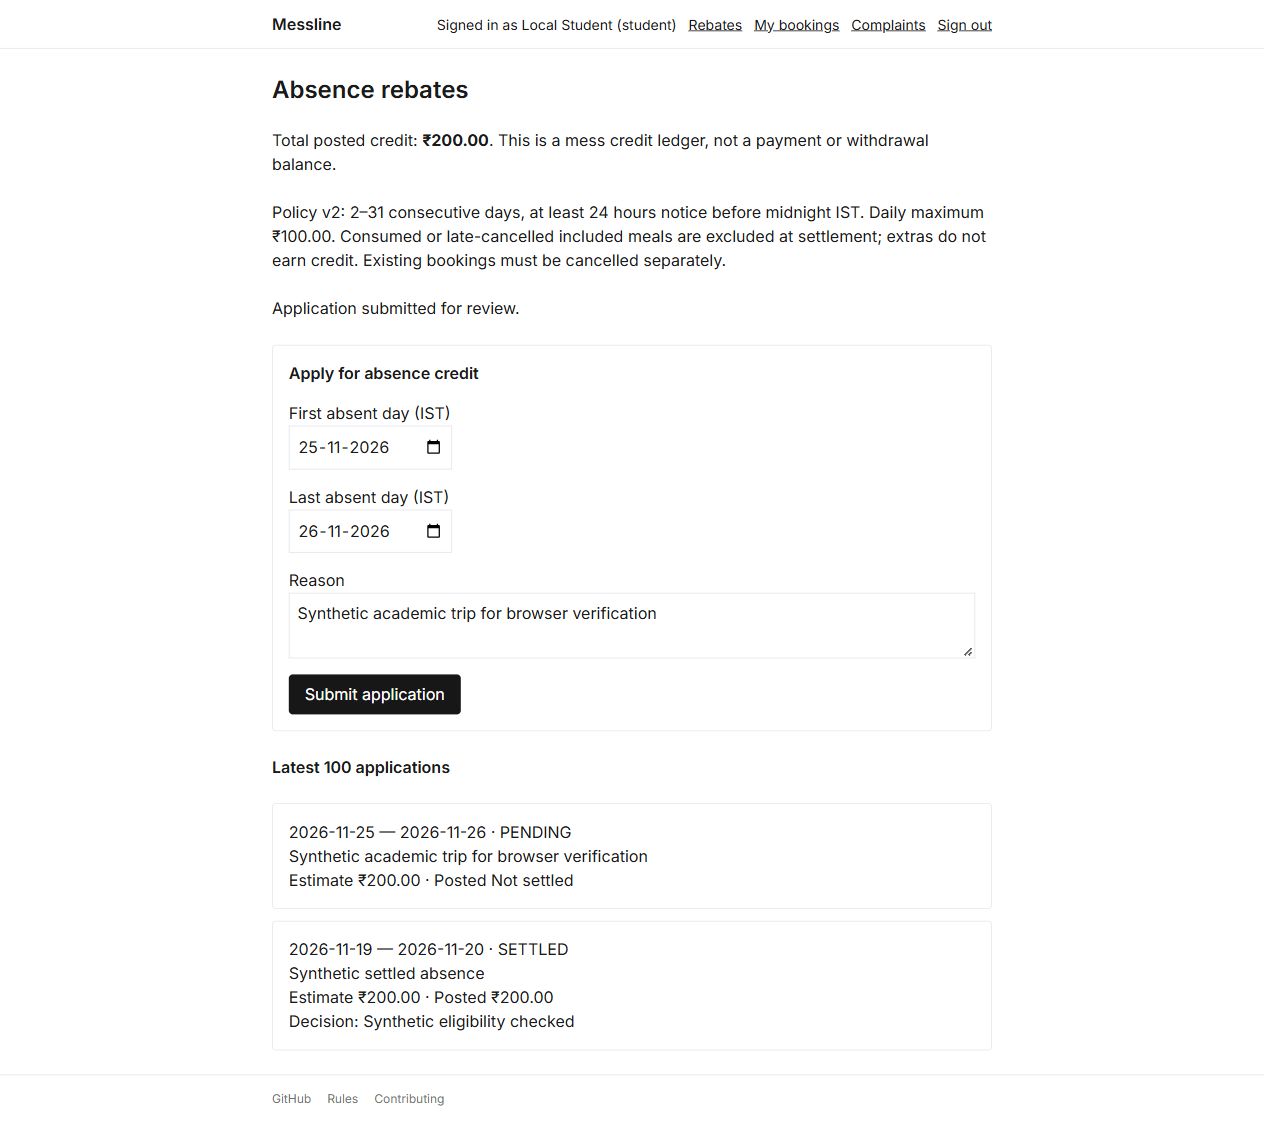 Messline
Signed in as Local Student (student) Rebates My bookings Complaints Sign out
Absence rebates
Total posted credit: ₹200.00. This is a mess credit ledger, not a payment or withdrawal
balance.
Policy v2: 2–31 consecutive days, at least 24 hours notice before midnight IST. Daily maximum
₹100.00. Consumed or late-cancelled included meals are excluded at settlement; extras do not
earn credit. Existing bookings must be cancelled separately.
Application submitted for review.
Apply for absence credit
First absent day (IST)
25-11-2026
Last absent day (IST)
26-11-2026
Reason
Synthetic academic trip for browser verification
Submit application
Latest 100 applications
2026-11-25 — 2026-11-26 · PENDING
Synthetic academic trip for browser verification
Estimate ₹200.00 · Posted Not settled
2026-11-19 — 2026-11-20 · SETTLED
Synthetic settled absence
Estimate ₹200.00 · Posted ₹200.00
Decision: Synthetic eligibility checked
GitHub Rules Contributing